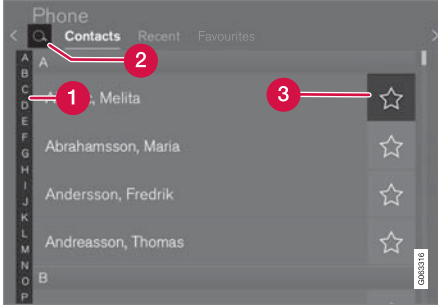 Phone
Contacts Recent Favourites
2
A
B
C
D
E
F
G
H
I
J
K
L
M
N
O
P
A
1
, Melita
3
Abrahamsson, Maria
Andersson, Fredrik
Andreasson, Thomas
B
G063316